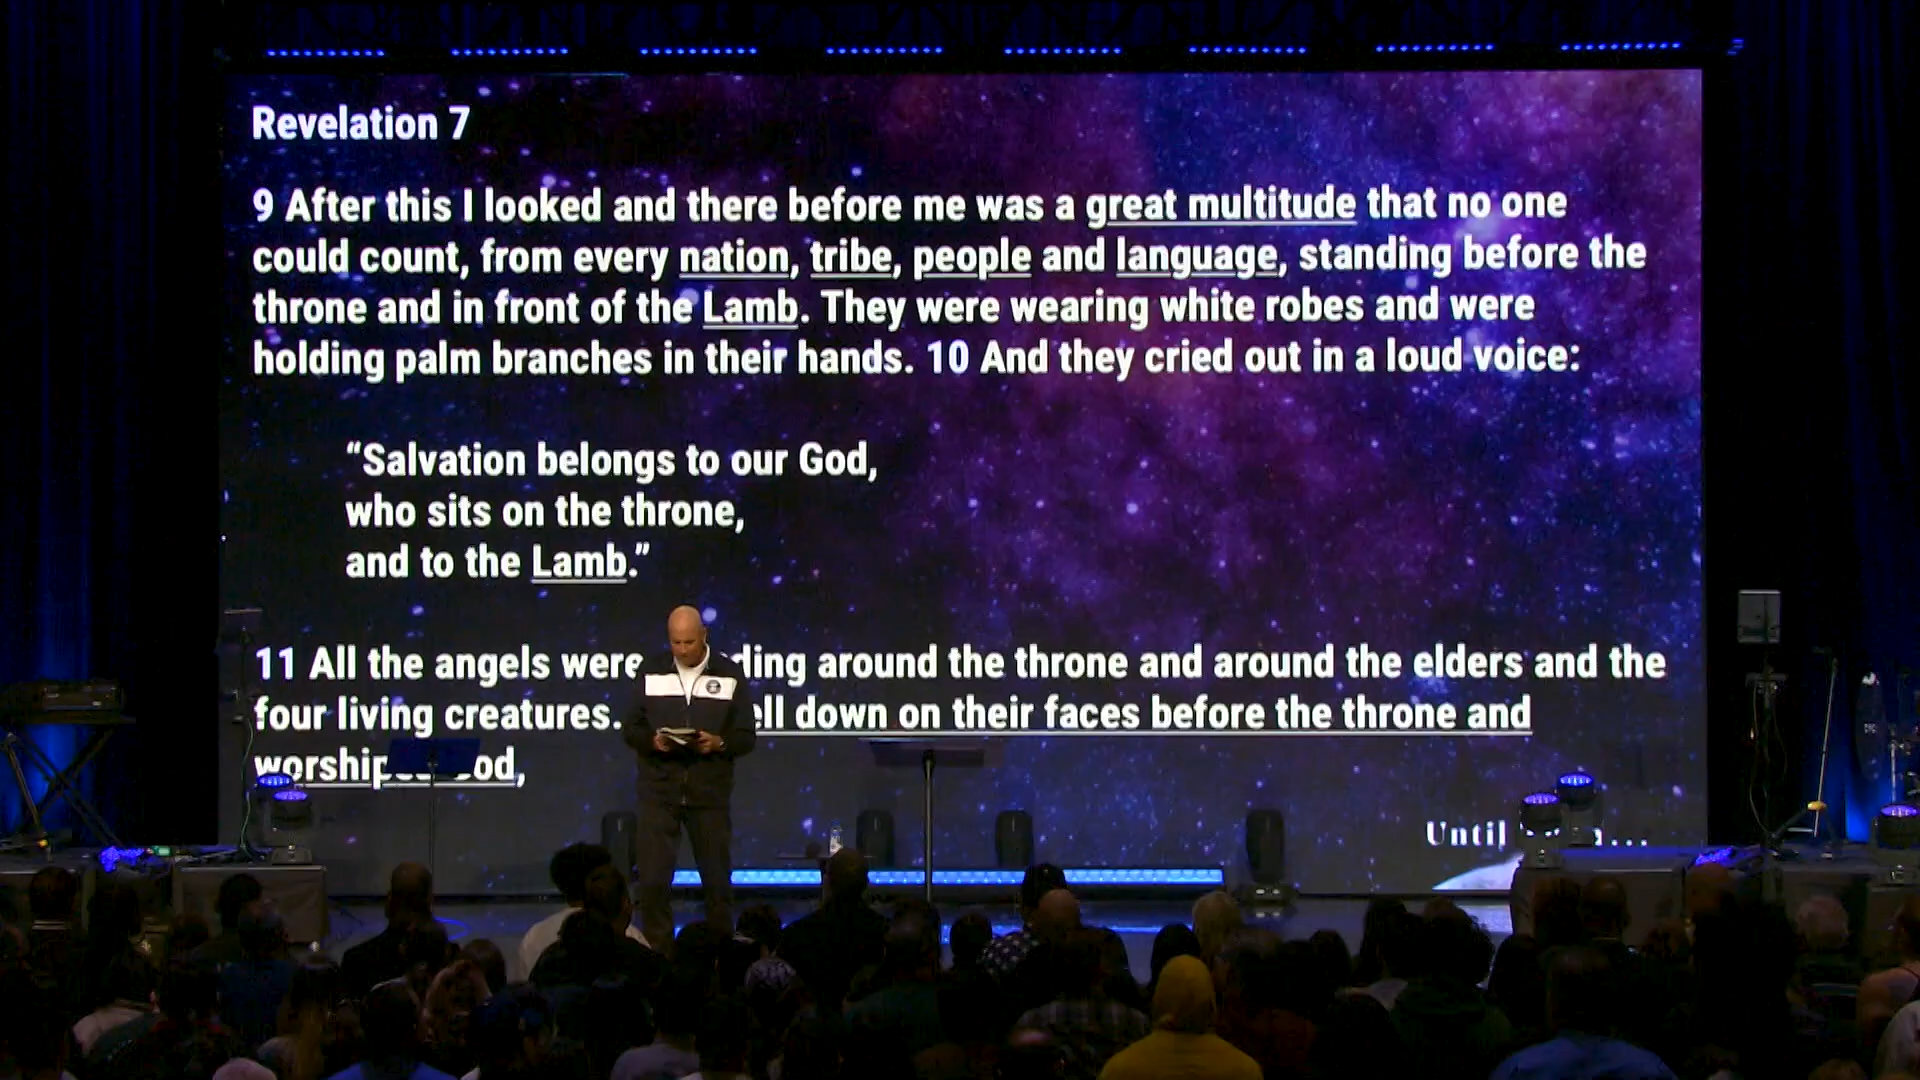 Revelation 7
9 After this I looked and there before me was a great multitude that no one
could count, from every nation, tribe, people and language, standing before the
throne and in front of the Lamb. They were wearing white robes and were
holding palm branches in their hands. 10 And they cried out in a loud voice:
“Salvation belongs to our God,
who sits on the throne,
and to the Lamb.”
11 All the angels were around the throne and around the elders and the
four living creatures. down on their faces before the throne and
Until